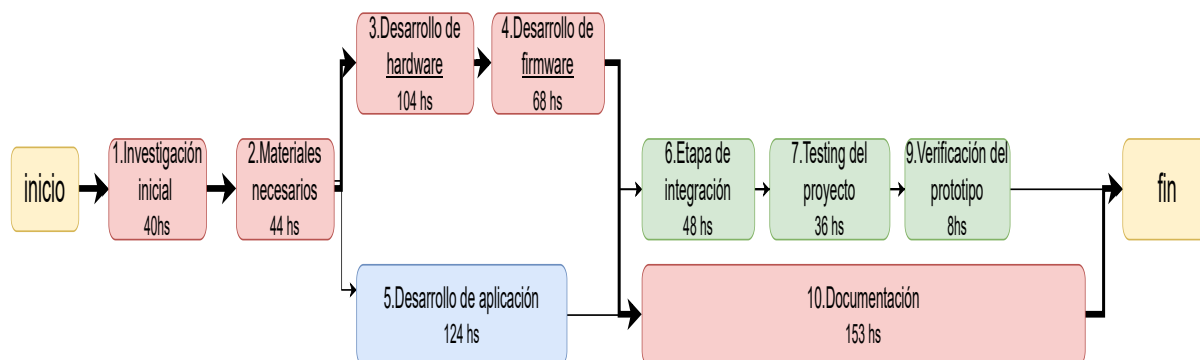 inicio
1.Investigación
inicial
40hs
2.Materiales
necesarios
44 hs
3.Desarrollo de
hardware
104 hs
4.Desarrollo de
firmware
68 hs
5.Desarrollo de aplicación
124 hs
6.Etapa de
integración
48 hs
7.Testing del
proyecto
36 hs
9.Verificación del
prototipo
8hs
10.Documentación
153 hs
fin